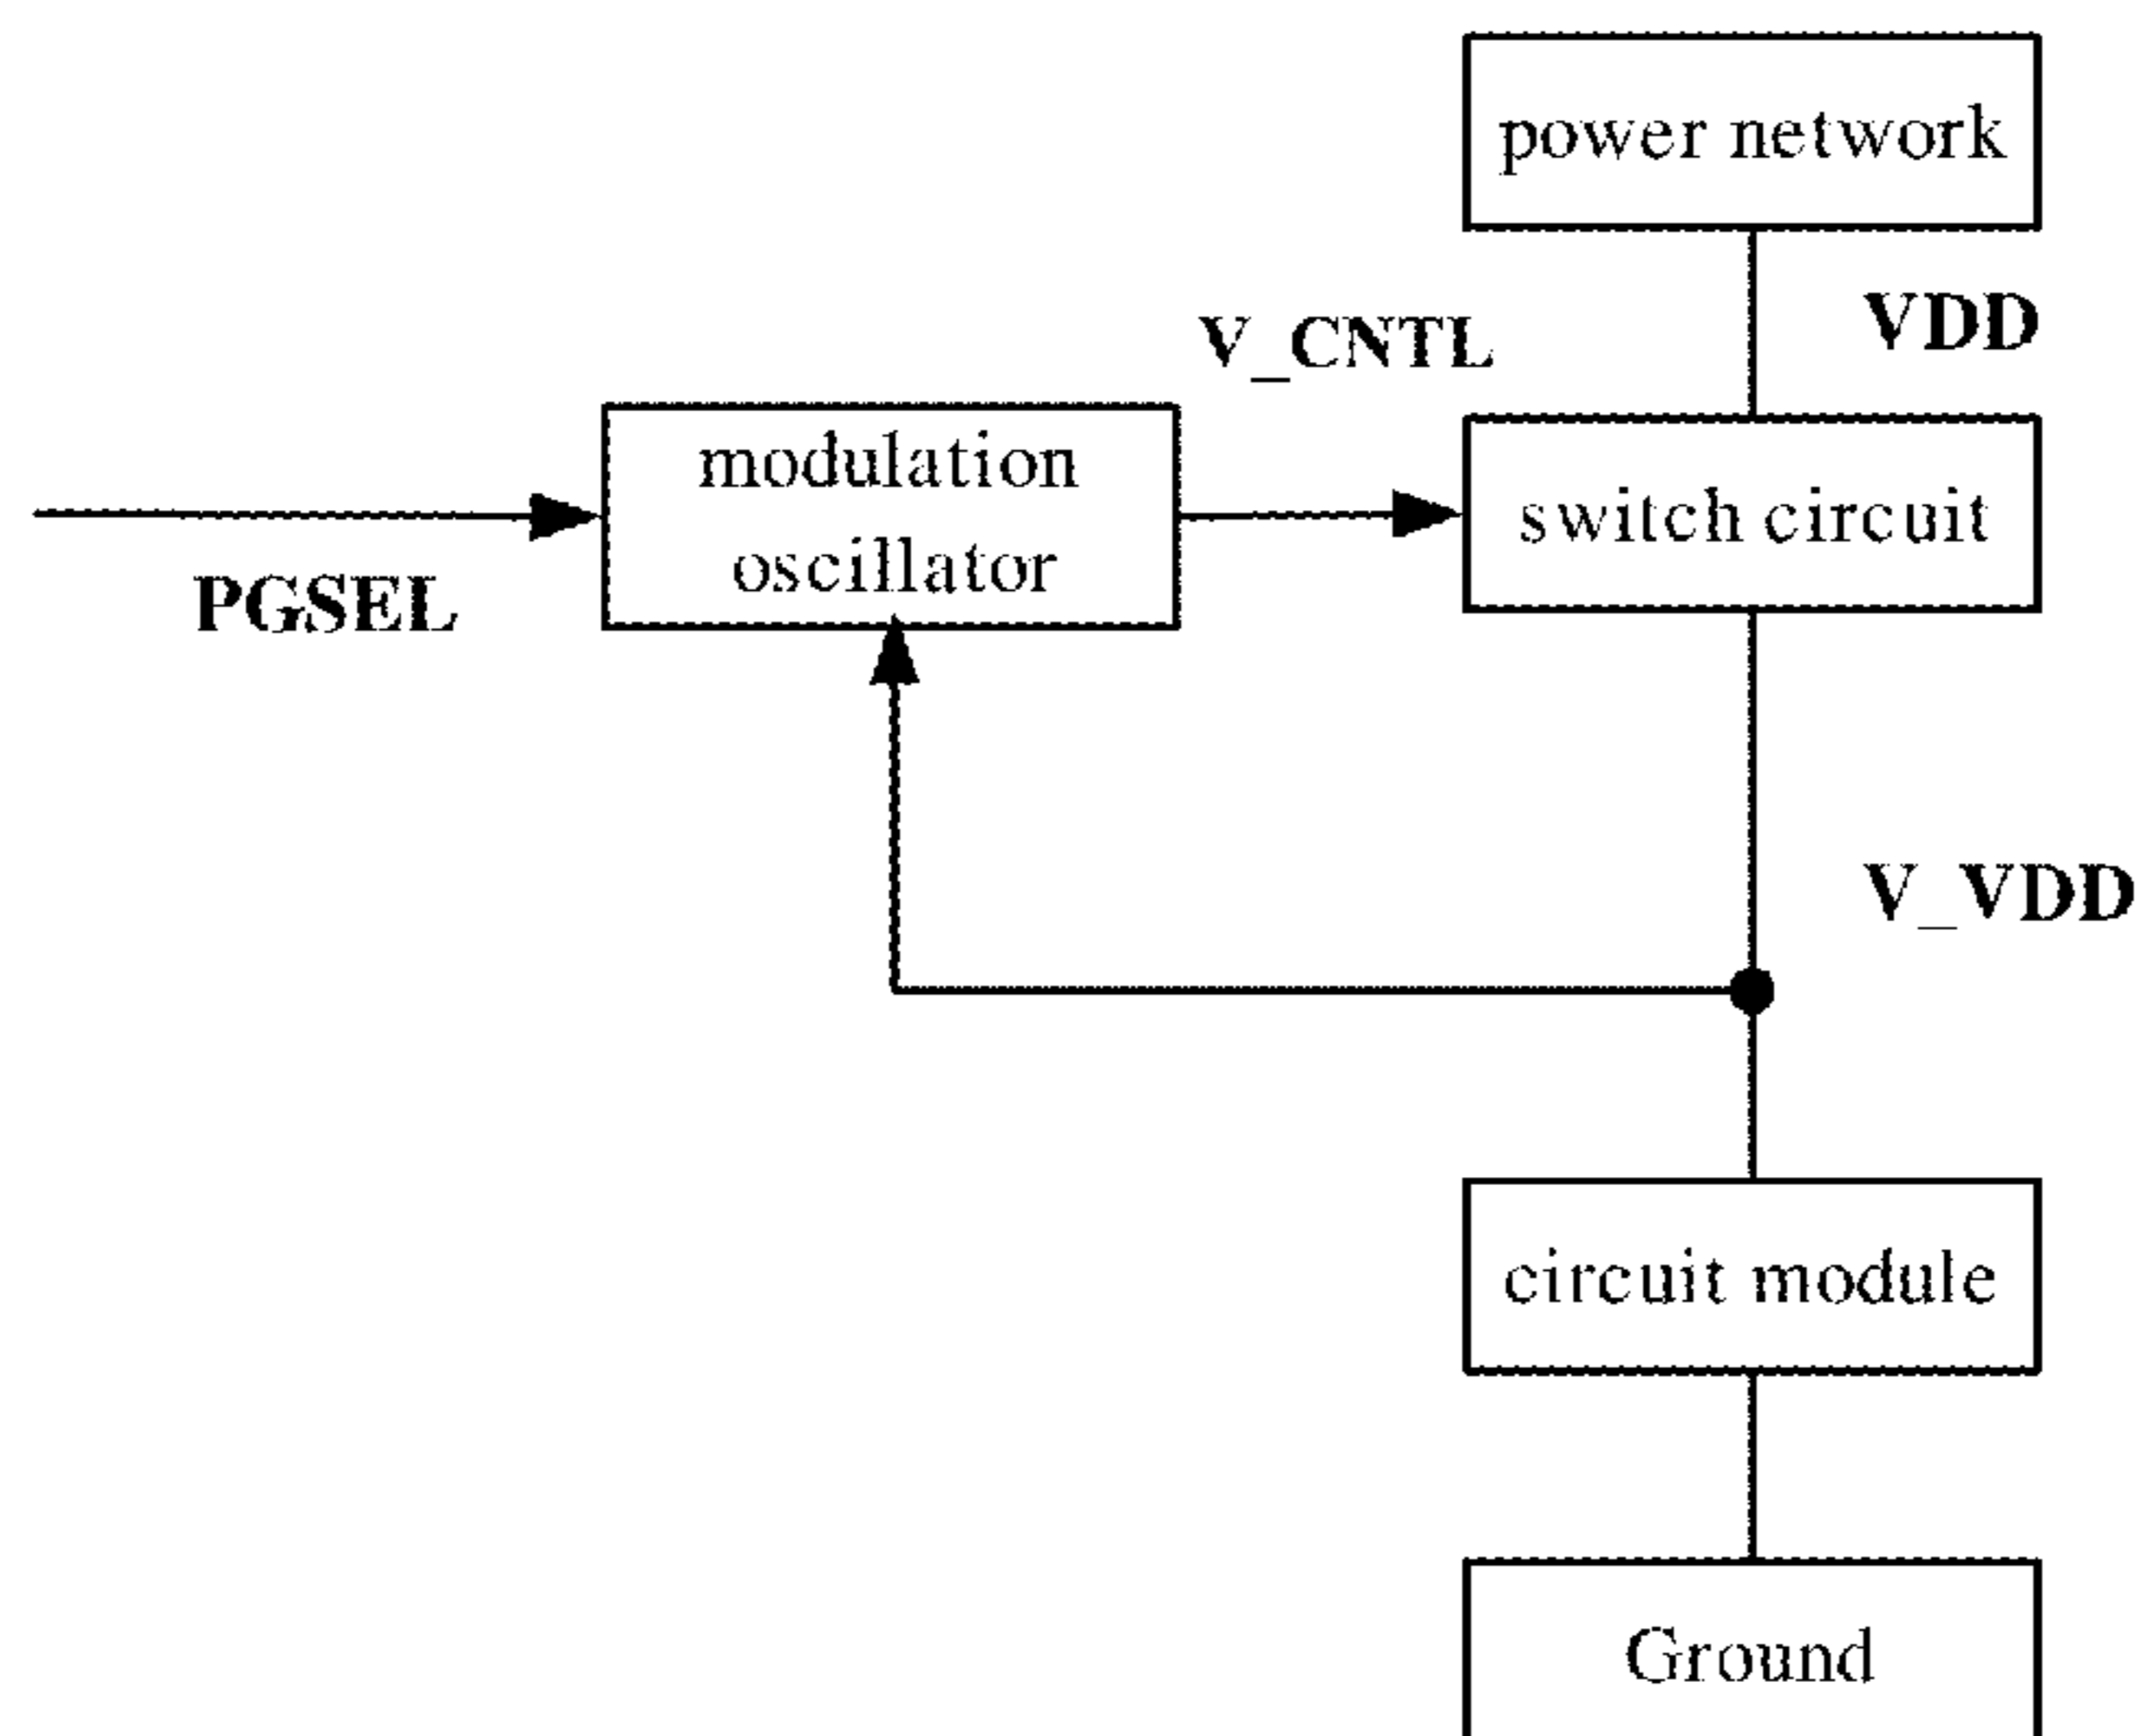 power network
VDD
V_CNTL
modulation
oscillator
switch circuit
PGSEL
V_VDD
circuit module
Ground